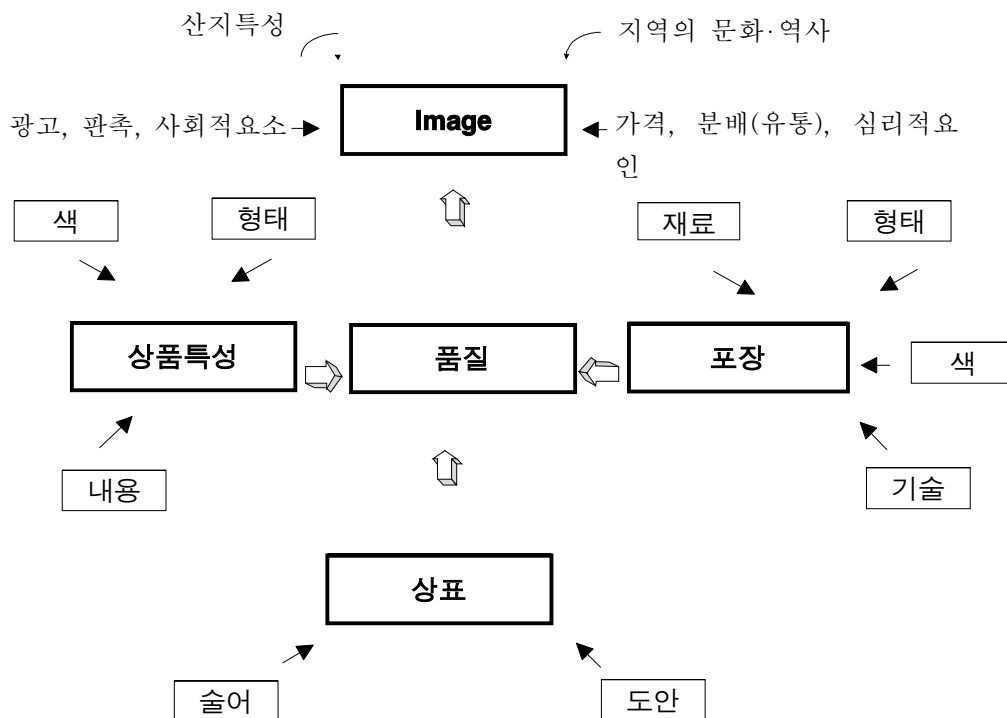 산지특성
지역의 문화·역사
Image
광고, 판촉, 사회적요소
가격, 분배(유통), 심리적요
인
색
형태
재료
형태
상품특성
품질
포장
색
내용
기술
상표
술어
도안